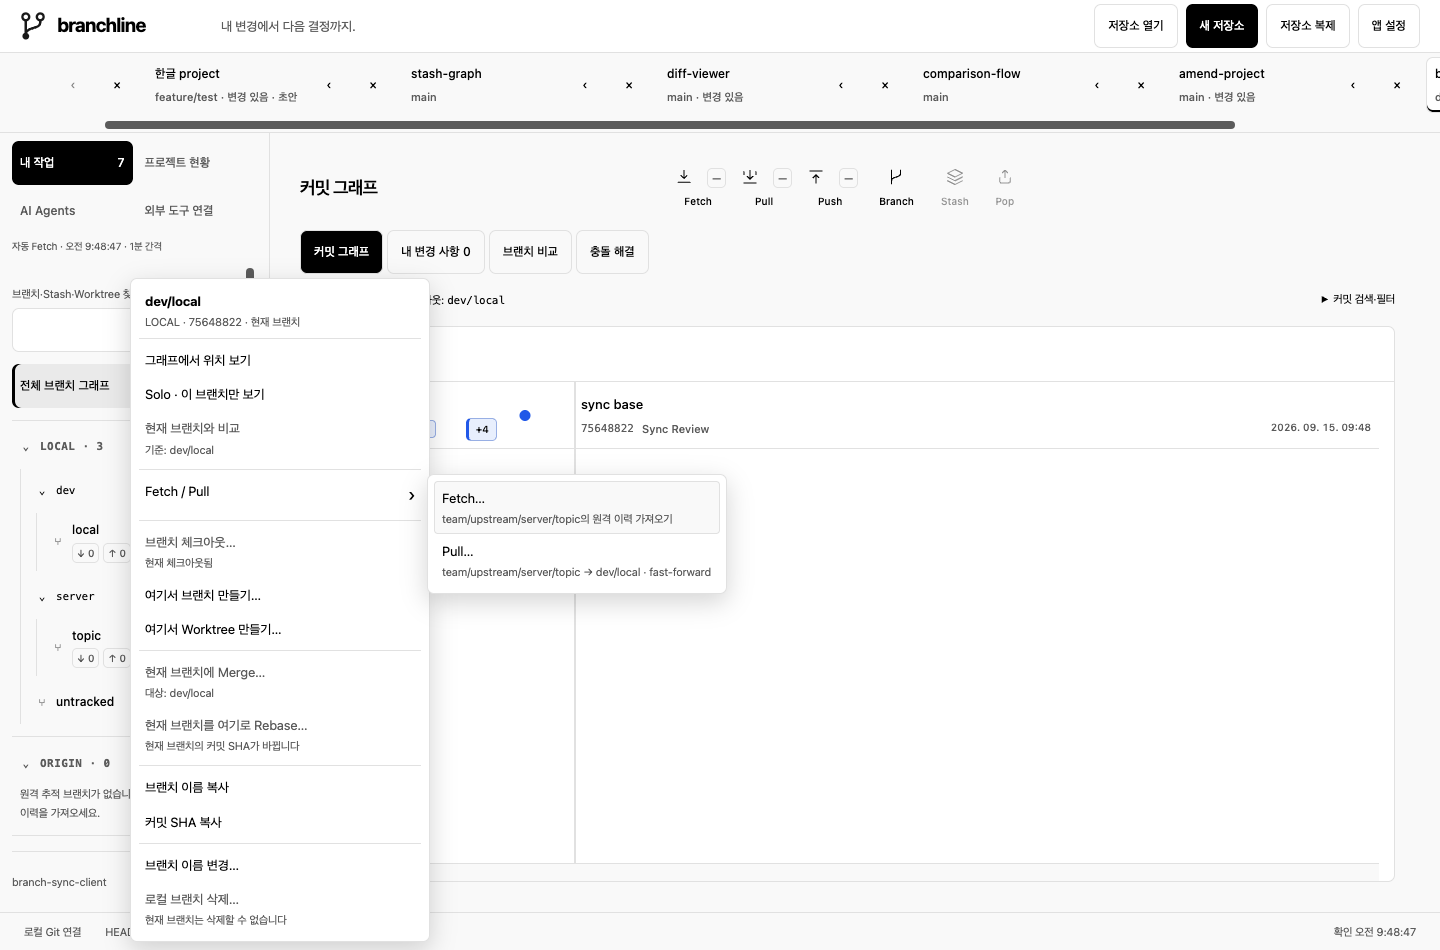 branchline
내 변경에서 다음 결정까지.
저장소 열기
새 저장소
저장소 복제
앱 설정
한글 project
feature/test · 변경 있음 · 초안
stash-graph
main
diff-viewer
main · 변경 있음
comparison-flow
main
amend-project
main · 변경 있음
내 작업 7
프로젝트 현황
AI Agents
외부 도구 연결
자동 Fetch · 오전 9:48:47 · 1분 간격
커밋 그래프
Fetch
Pull
Push
Branch
Stash
Pop
커밋 그래프
내 변경 사항 0
브랜치 비교
충돌 해결
브랜치·Stash·Worktree
전체 브랜치 그래프
아웃: dev/local
▶ 커밋 검색·필터
LOCAL · 3
dev
local
↓ 0 ↑ 0
server
topic
↓ 0 ↑ 0
untracked
ORIGIN · 0
원격 추적 브랜치가 없습니
이력을 가져오세요.
branch-sync-client
dev/local
LOCAL · 75648822 · 현재 브랜치
그래프에서 위치 보기
Solo · 이 브랜치만 보기
현재 브랜치와 비교
기준: dev/local
Fetch / Pull
브랜치 체크아웃...
현재 체크아웃됨
여기서 브랜치 만들기...
여기서 Worktree 만들기...
현재 브랜치에 Merge...
대상: dev/local
현재 브랜치를 여기로 Rebase...
현재 브랜치의 커밋 SHA가 바뀝니다
브랜치 이름 복사
커밋 SHA 복사
브랜치 이름 변경...
로컬 브랜치 삭제...
현재 브랜치는 삭제할 수 없습니다
Fetch...
team/upstream/server/topic의 원격 이력 가져오기
Pull...
team/upstream/server/topic → dev/local · fast-forward
+4
sync base
75648822 Sync Review
2026. 09. 15. 09:48
로컬 Git 연결
HEAD
확인 오전 9:48:47